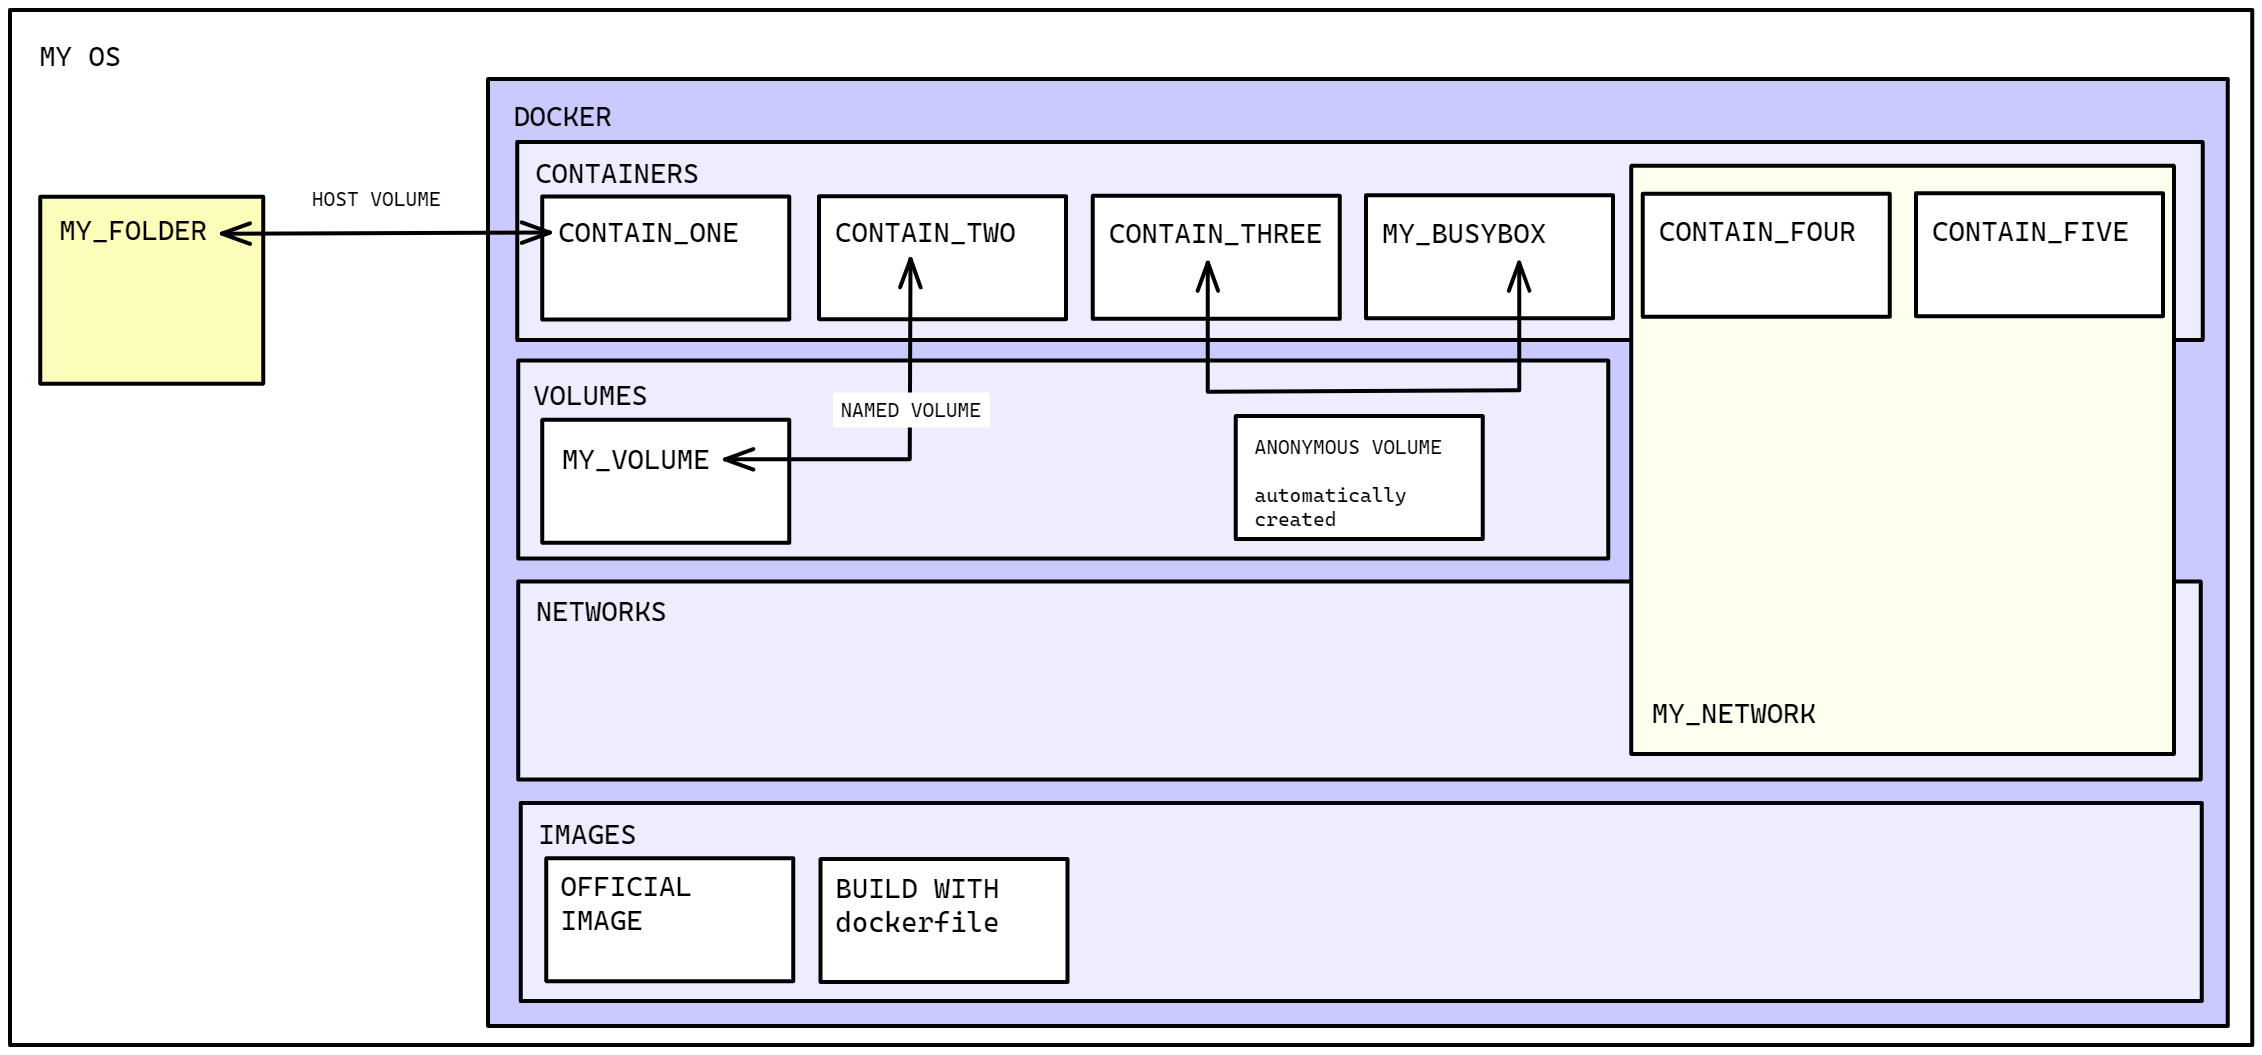 MY OS
DOCKER
CONTAINERS
MY_FOLDER
HOST VOLUME
CONTAIN_ONE
CONTAIN_TWO
CONTAIN_THREE
MY_BUSYBOX
CONTAIN_FOUR
CONTAIN_FIVE
VOLUMES
NAMED VOLUME
MY_VOLUME
ANONYMOUS VOLUME
automatically
created
NETWORKS
MY_NETWORK
IMAGES
OFFICIAL
IMAGE
BUILD WITH
dockerfile